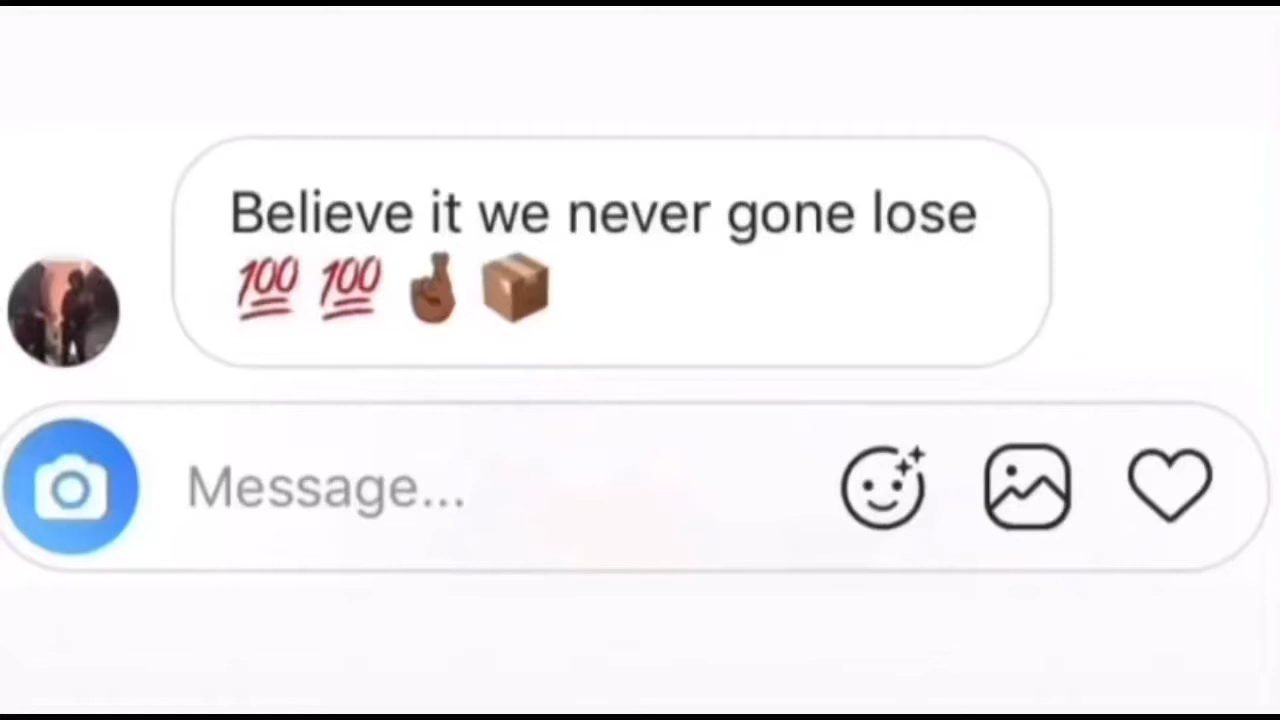 Believe it we never gone lose
💯 💯 🤞🏾 📦
Message...